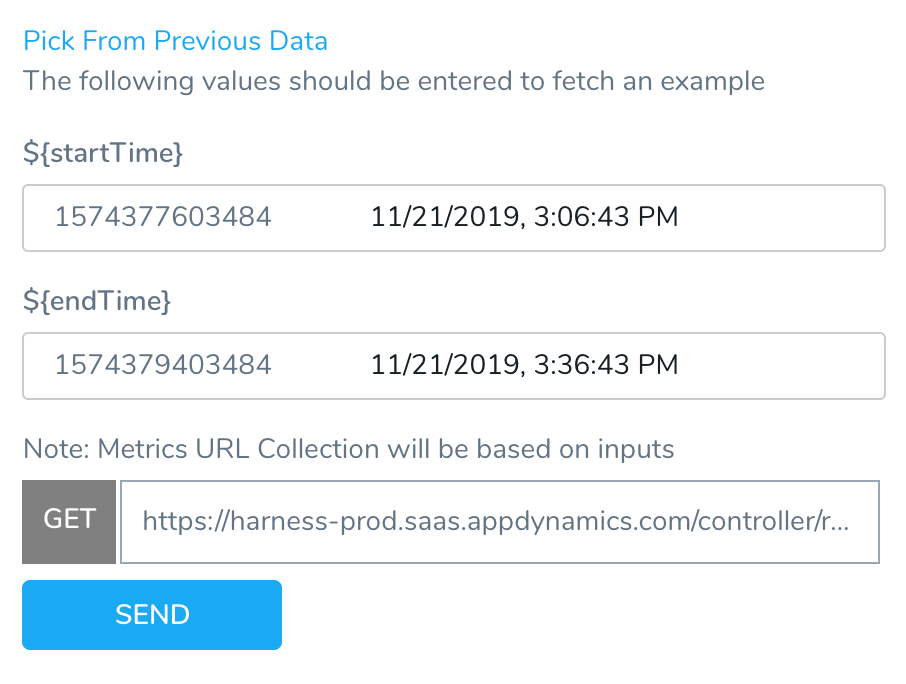 Pick From Previous Data
The following values should be entered to fetch an example
${startTime}
1574377603484 11/21/2019, 3:06:43 PM
${endTime}
1574379403484 11/21/2019, 3:36:43 PM
Note: Metrics URL Collection will be based on inputs
GET https://harness-prod.saas.appdynamics.com/controller/r...
SEND